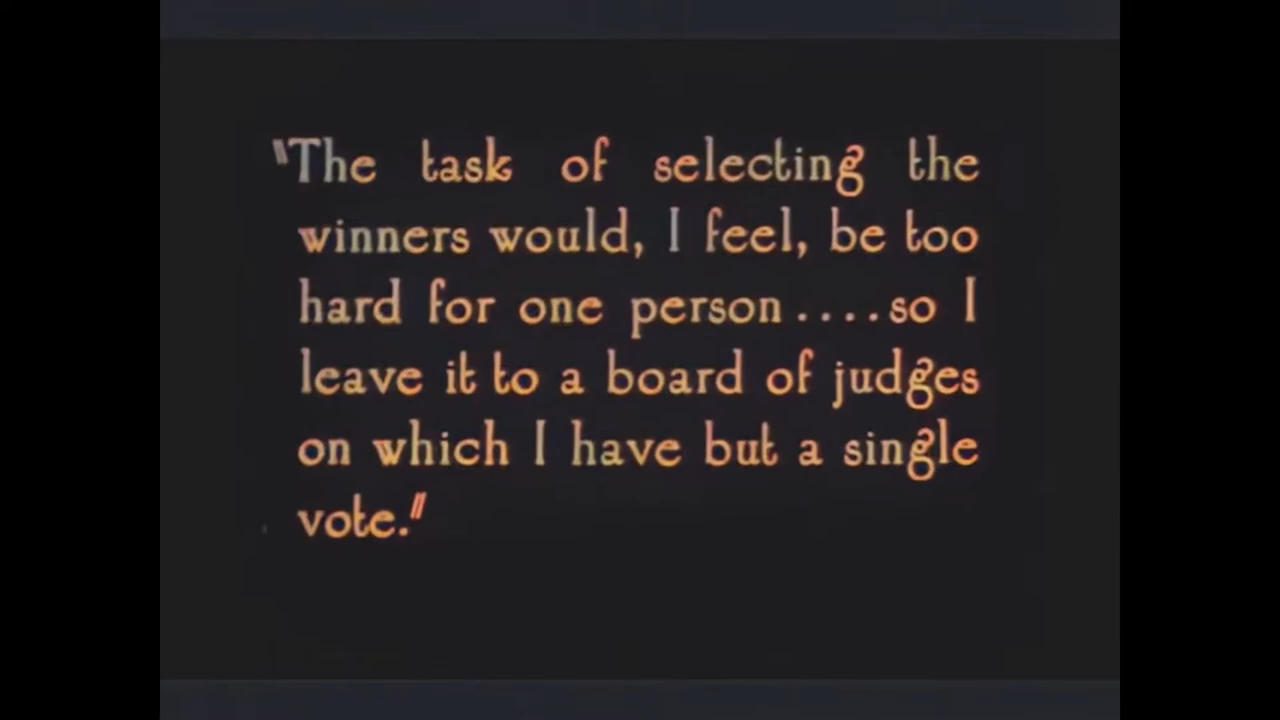 "The task of selecting the
winners would, I feel, be too
hard for one person....so I
leave it to a board of judges
on which I have but a single
vote."